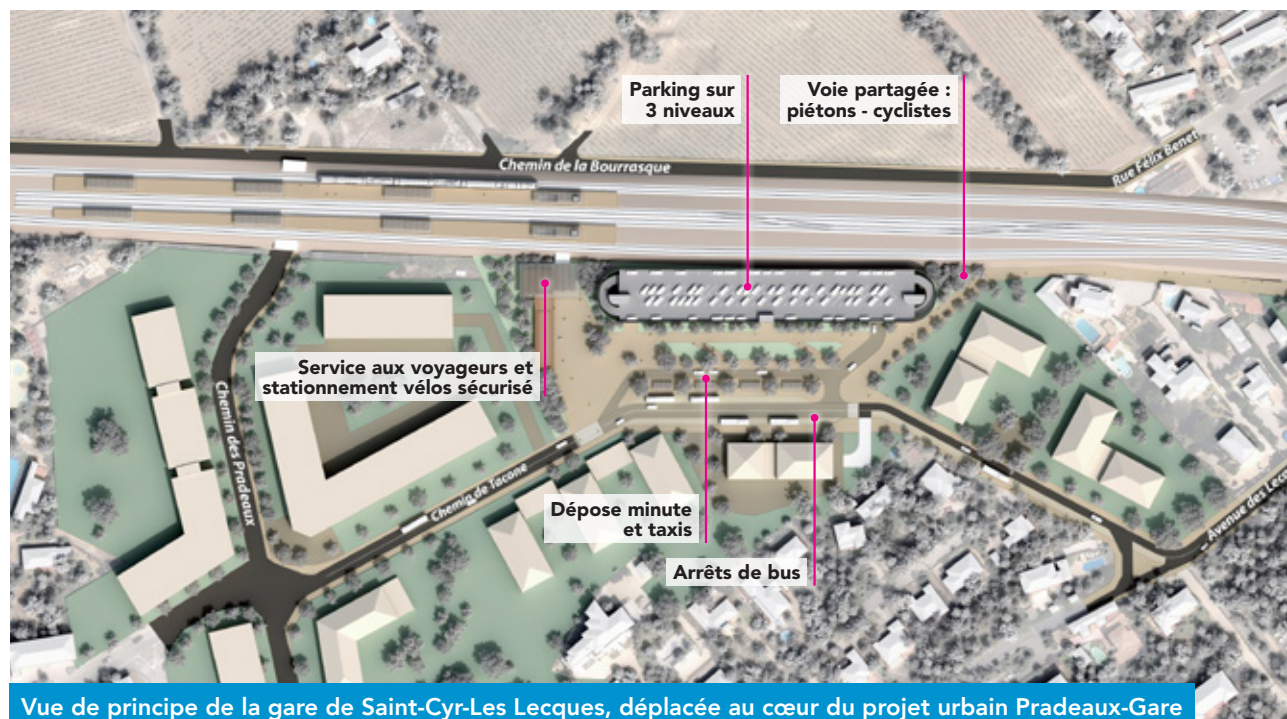 Parking sur
3 niveaux
Voie partagée :
piétons - cyclistes
Chemin de la Bourrasque
Rue Félix Benet
Service aux voyageurs et
stationnement vélos sécurisé
Chemin des Pradeaux
Chemin de Tacone
Dépose minute
et taxis
Arrêts de bus
Avenue des
Vue de principe de la gare de Saint-Cyr-Les Lecques, déplacée au cœur du projet urbain Pradeaux-Gare